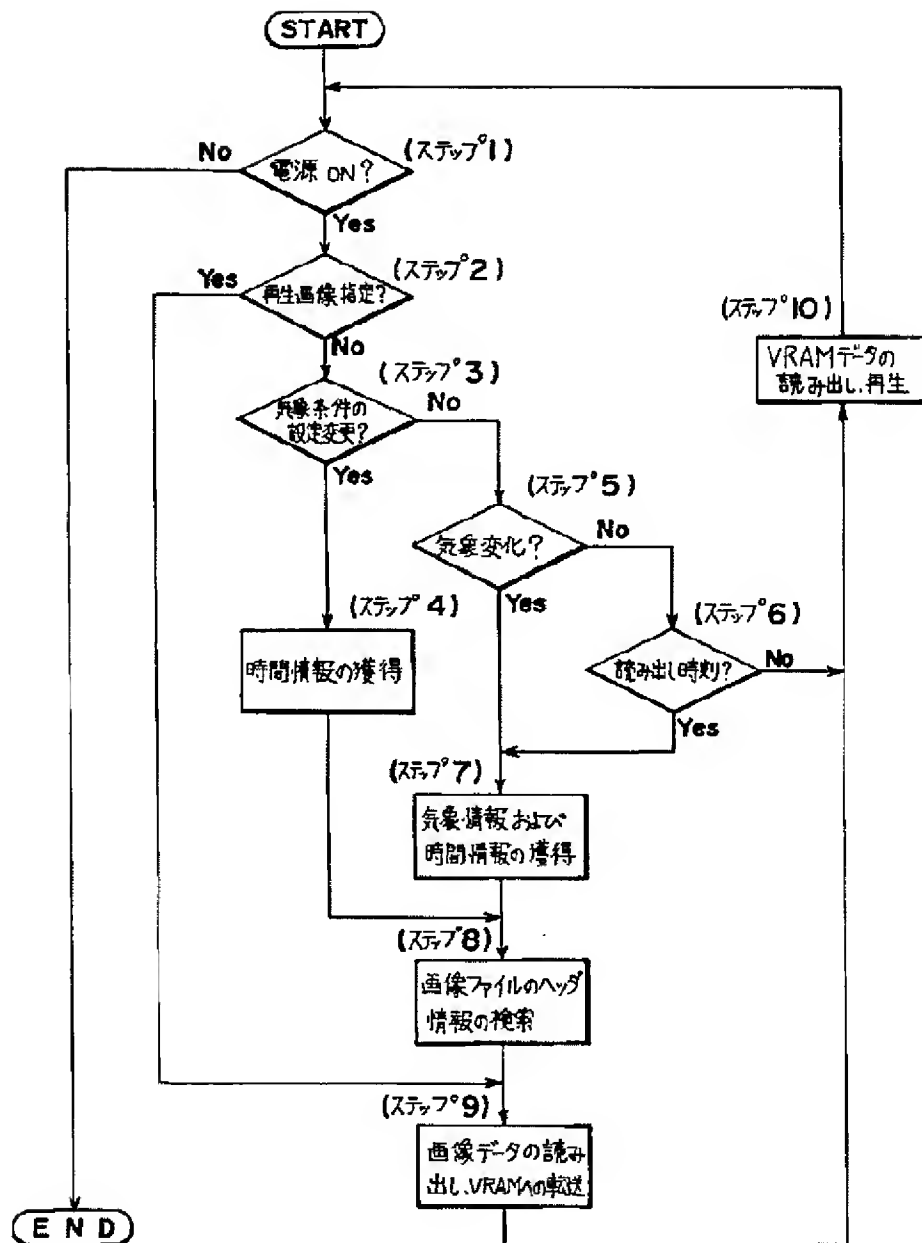 START
(ステップ1)
No
電源 ON?
Yes
(ステップ2)
Yes
再生画像指定?
No
(ステップ3)
気象条件の
設定変更?
No
Yes
(ステップ10)
VRAMデータの
読み出し、再生
(ステップ5)
気象変化?
No
Yes
(ステップ4)
時間情報の獲得
(ステップ6)
読み出し時刻?
No
Yes
(ステップ7)
気象情報および
時間情報の獲得
(ステップ8)
画像ファイルのヘッダ
情報の検索
(ステップ9)
画像データの読み
出し、VRAMへの転送
END